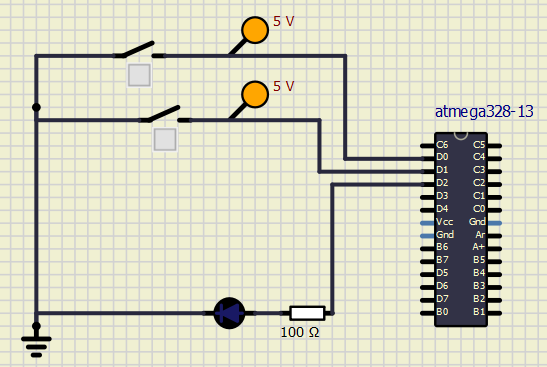 5 V
5 V
atmega328-13
C6 C5
D0 C4
D1 C3
D2 C2
D3 C1
D4 C0
Vcc Gnd
Gnd Ar
B6 A+
B7 B5
D5 B4
D6 B3
D7 B2
B0 B1
100 Ω